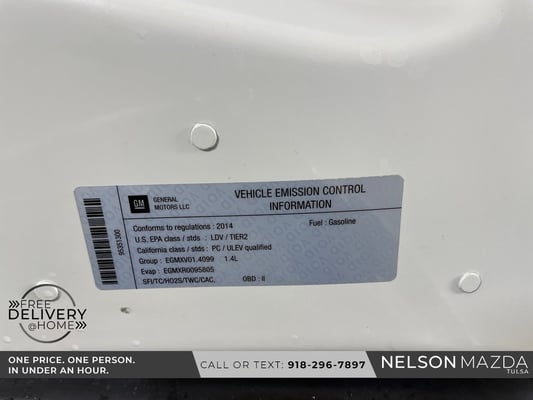 GM
GENERAL
MOTORS LLC
VEHICLE EMISSION CONTROL
INFORMATION
95351300
Conforms to regulations : 2014
Fuel : Gasoline
U.S. EPA class / stds : LDV / TIER2
California class / stds : PC / ULEV qualified
Group : EGMXV01.4099 1.4L
Evap : EGMXR0095805
SFI/TC/HO2S/TWC/CAC,
OBD : II
FREE
DELIVERY
@HOME
ONE PRICE. ONE PERSON.
IN UNDER AN HOUR.
CALL OR TEXT: 918-296-7897
NELSON MAZDA
TULSA